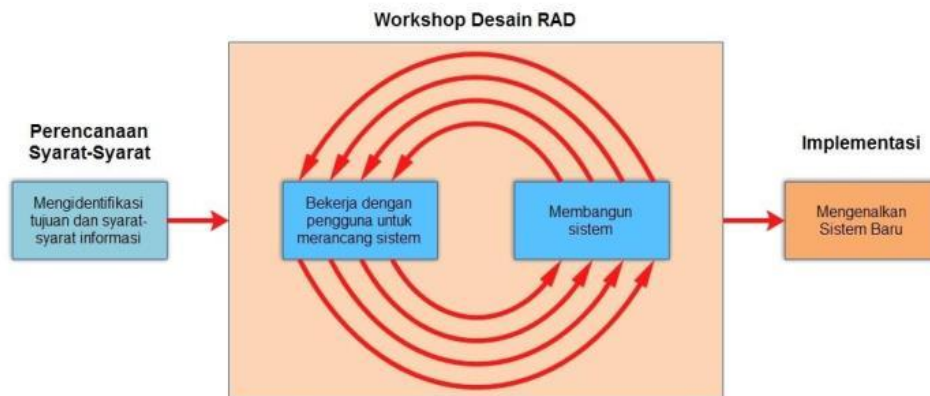 Workshop Desain RAD
Perencanaan
Syarat-Syarat
Mengidentifikasi
tujuan dan syarat-
syarat informasi
Bekerja dengan
pengguna untuk
merancang sistem
Membangun
sistem
Implementasi
Mengenalkan
Sistem Baru